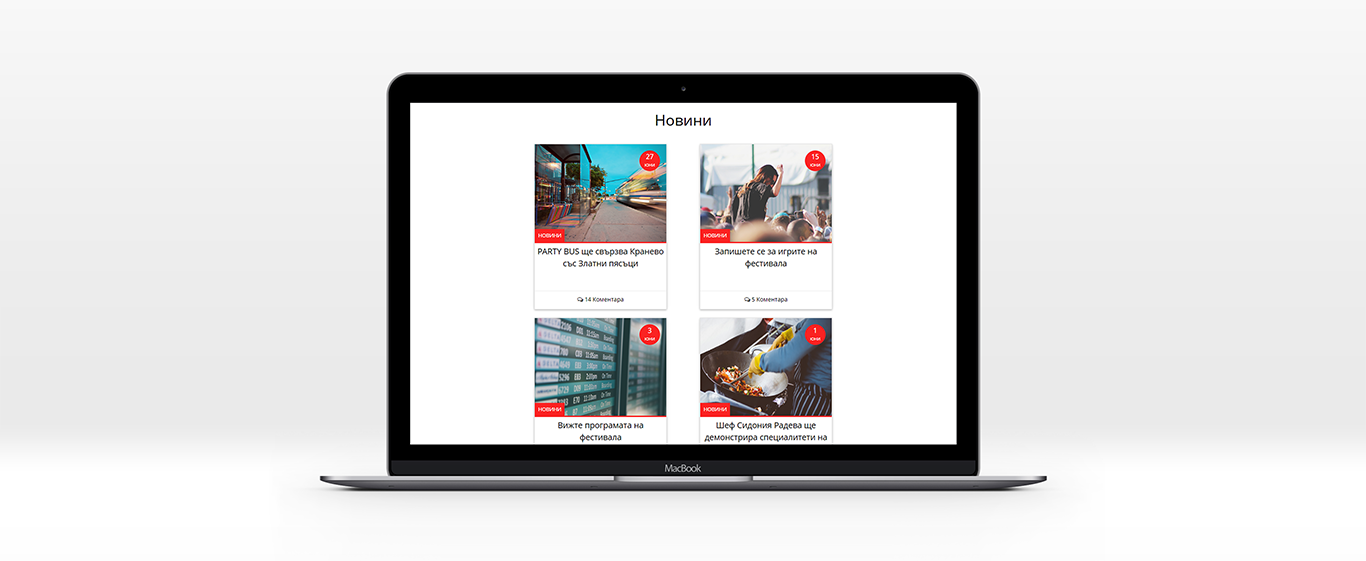 Новини
27
юни
НОВИНИ
PARTY BUS ще свързва Кранево
със Златни пясъци
14 Коментара
15
юни
НОВИНИ
Запишете се за игрите на
фестивала
5 Коментара
3
юни
НОВИНИ
Вижте програмата на
фестивала
1
юни
НОВИНИ
Шеф Сидония Радева ще
демонстрира специалитети на
MacBook